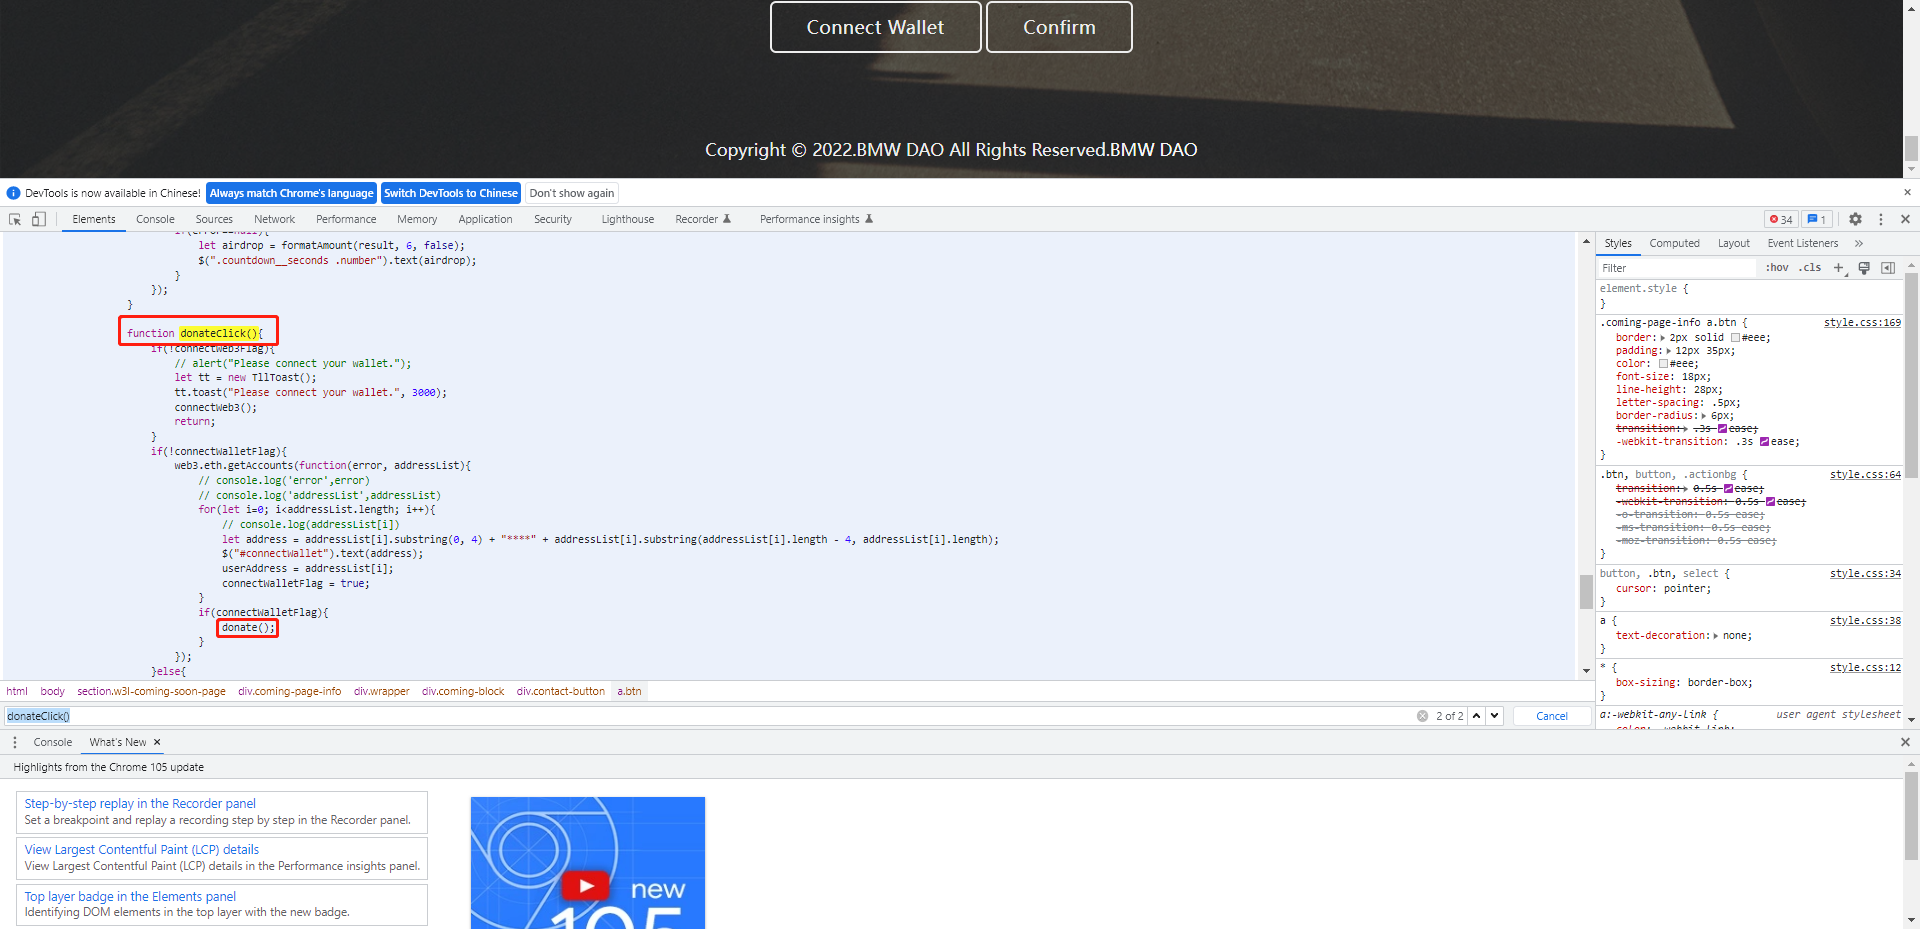 Connect Wallet
Confirm
Copyright © 2022.BMW DAO All Rights Reserved.BMW DAO
DevTools is now available in Chinese!
Always match Chrome's language
Switch DevTools to Chinese
Don't show again
Elements
Console
Sources
Network
Performance
Memory
Application
Security
Lighthouse
Recorder
Performance insights
34
1
if(error==null){
let airdrop = formatAmount(result, 6, false);
$(".countdown__seconds .number").text(airdrop);
}
});
}
function donateClick(){
if(!connectWeb3Flag){
// alert("Please connect your wallet.");
let tt = new TllToast();
tt.toast("Please connect your wallet.", 3000);
connectWeb3();
return;
}
if(!connectWalletFlag){
web3.eth.getAccounts(function(error, addressList){
// console.log('error',error)
// console.log('addressList',addressList)
for(let i=0; i<addressList.length; i++){
// console.log(addressList[i])
let address = addressList[i].substring(0, 4) + "****" + addressList[i].substring(addressList[i].length - 4, addressList[i].length);
$("#connectWallet").text(address);
userAddress = addressList[i];
connectWalletFlag = true;
}
if(connectWalletFlag){
donate();
}
});
}else{
html body section.w3l-coming-soon-page div.coming-page-info div.wrapper div.coming-block div.contact-button a.btn
donateClick()
2 of 2
Cancel
Styles
Computed
Layout
Event Listeners
»
Filter
:hov
.cls
+
element.style {
}
.coming-page-info a.btn { style.css:169
border: 2px solid #eee;
padding: 12px 35px;
color: #eee;
font-size: 18px;
line-height: 28px;
letter-spacing: .5px;
border-radius: 6px;
transition: .3s ease;
-webkit-transition: .3s ease;
}
.btn, button, .actionbg { style.css:64
transition: 0.5s ease;
-webkit-transition: 0.5s ease;
-o-transition: 0.5s ease;
-ms-transition: 0.5s ease;
-moz-transition: 0.5s ease;
}
button, .btn, select { style.css:34
cursor: pointer;
}
a { style.css:38
text-decoration: none;
}
* { style.css:12
box-sizing: border-box;
}
a:-webkit-any-link { user agent stylesheet
color: -webkit-link;
Console
What's New
Highlights from the Chrome 105 update
Step-by-step replay in the Recorder panel
Set a breakpoint and replay a recording step by step in the Recorder panel.
View Largest Contentful Paint (LCP) details
View Largest Contentful Paint (LCP) details in the Performance insights panel.
Top layer badge in the Elements panel
Identifying DOM elements in the top layer with the new badge.
new
105